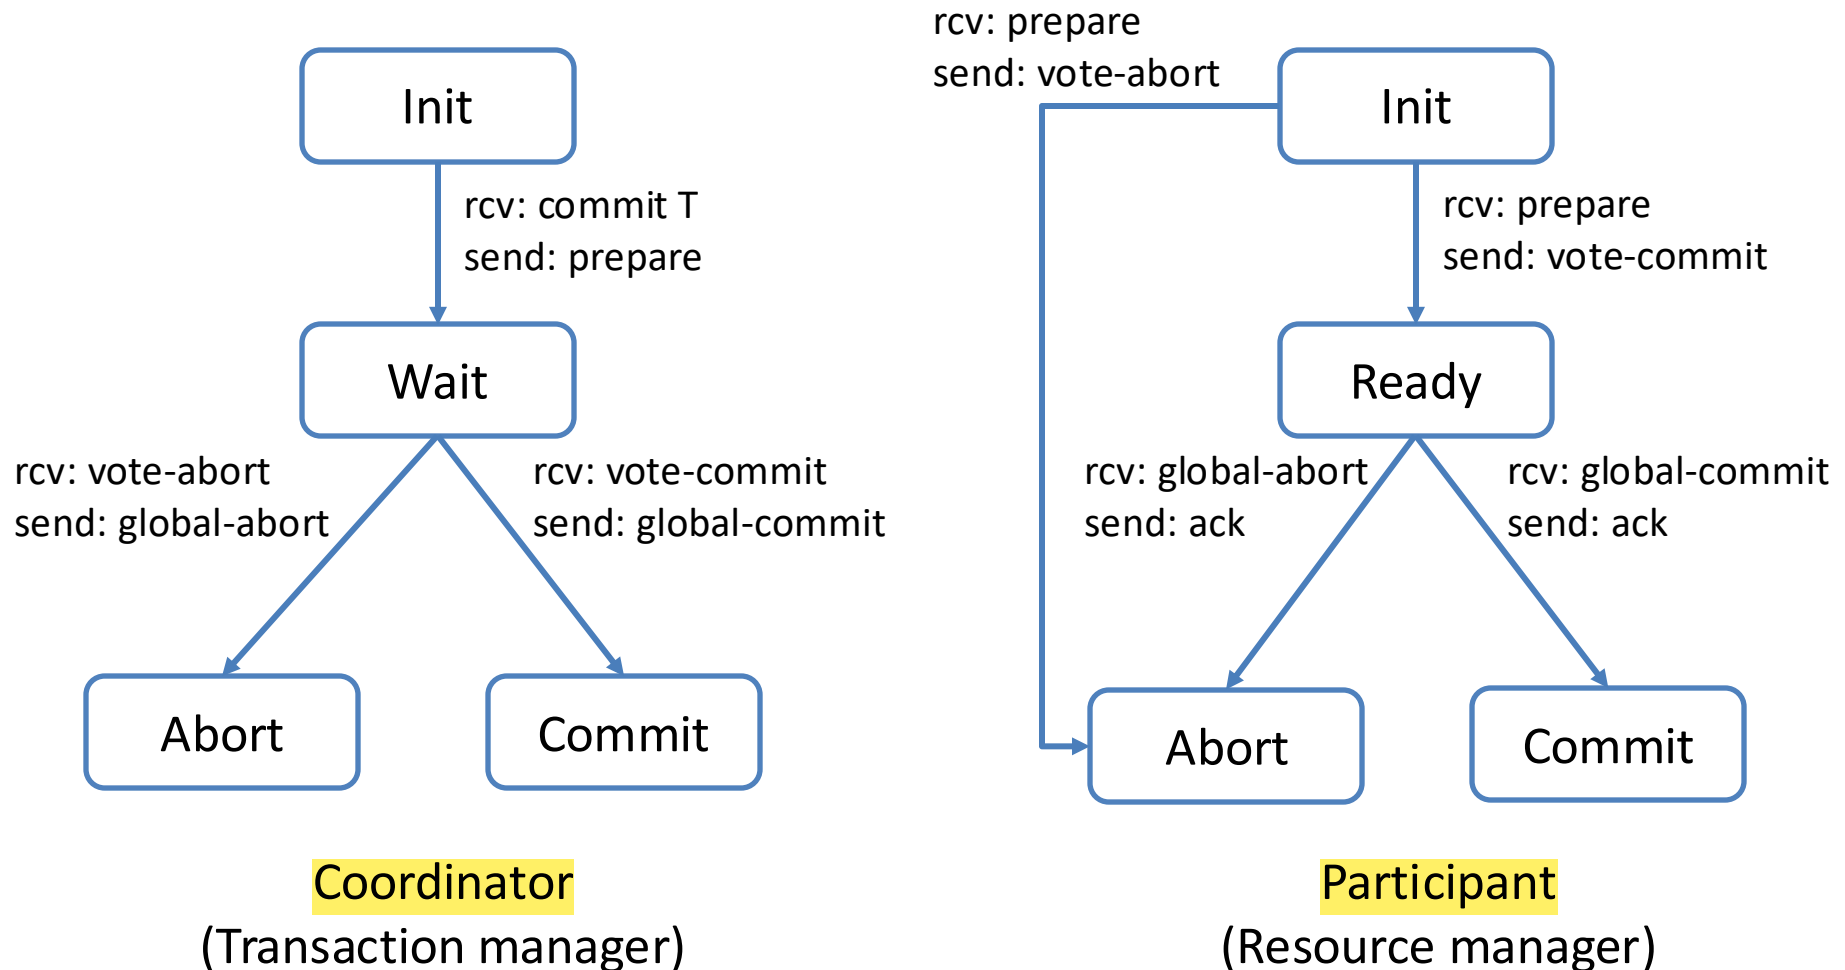 Init
rcv: commit T
send: prepare
Wait
rcv: vote-abort
send: global-abort
rcv: vote-commit
send: global-commit
Abort
Commit
Coordinator
(Transaction manager)
rcv: prepare
send: vote-abort
Init
rcv: prepare
send: vote-commit
Ready
rcv: global-abort
send: ack
rcv: global-commit
send: ack
Abort
Commit
Participant
(Resource manager)